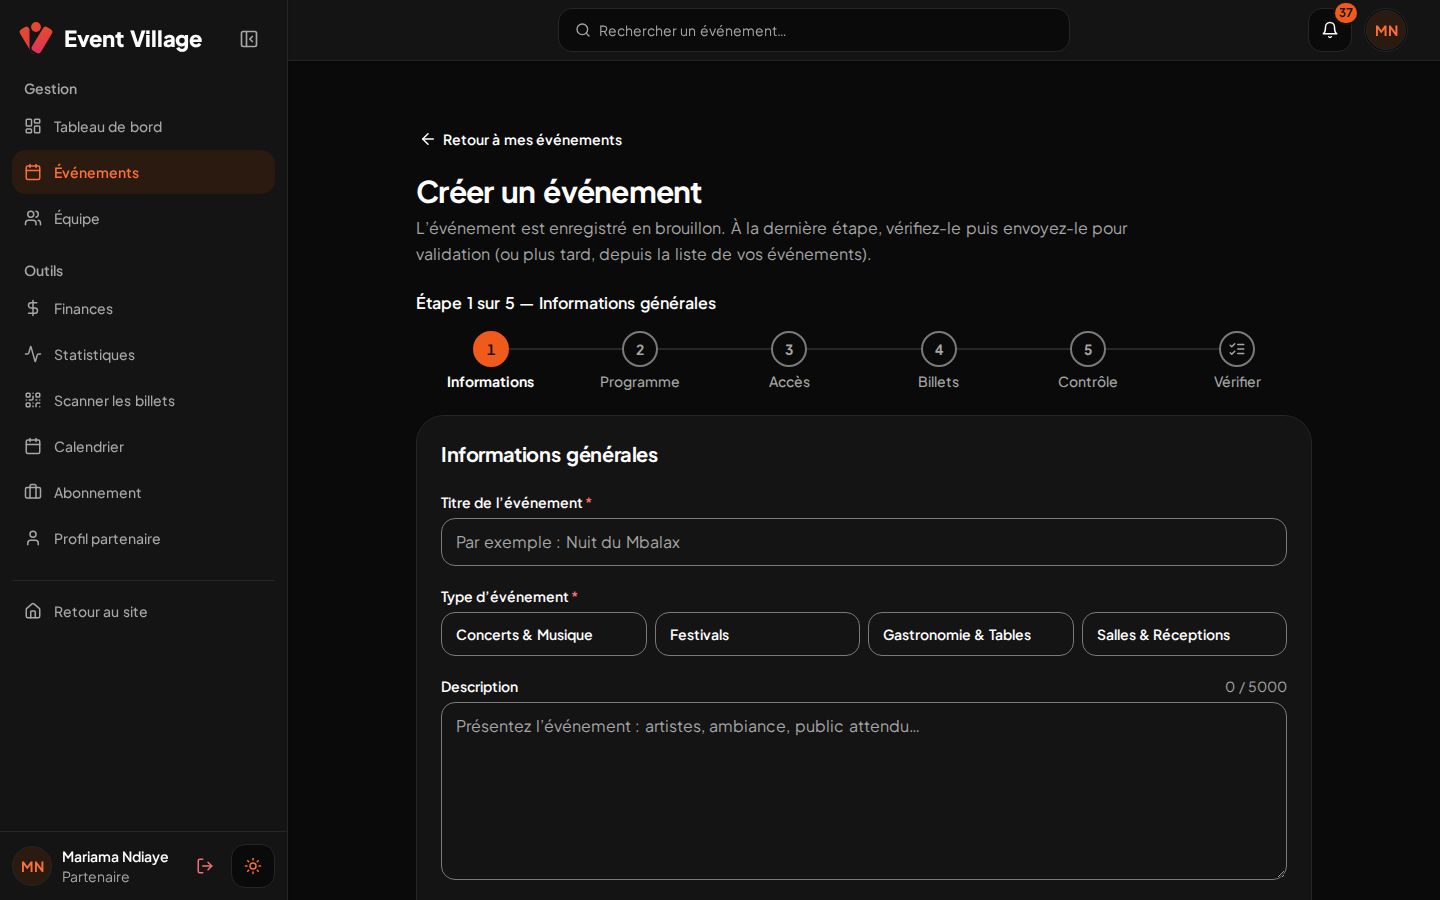 Event Village
Rechercher un événement...
37
MN
Gestion
Tableau de bord
Événements
Équipe
Outils
Finances
Statistiques
Scanner les billets
Calendrier
Abonnement
Profil partenaire
Retour au site
MN
Mariama Ndiaye
Partenaire
Retour à mes événements
Créer un événement
L’événement est enregistré en brouillon. À la dernière étape, vérifiez-le puis envoyez-le pour
validation (ou plus tard, depuis la liste de vos événements).
Étape 1 sur 5 — Informations générales
1 2 3 4 5
Informations Programme Accès Billets Contrôle Vérifier
Informations générales
Titre de l’événement *
Par exemple : Nuit du Mbalax
Type d’événement *
Concerts & Musique Festivals Gastronomie & Tables Salles & Réceptions
Description 0 / 5000
Présentez l’événement : artistes, ambiance, public attendu...